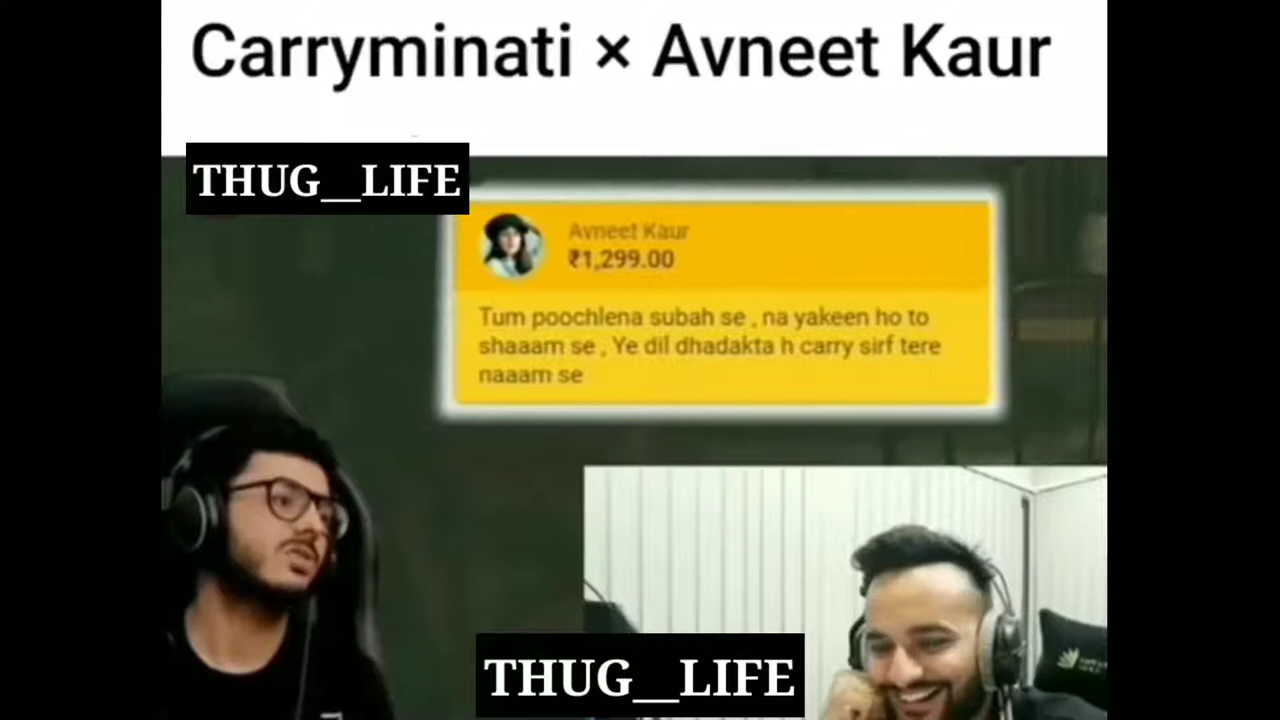 Carryminati × Avneet Kaur
THUG__LIFE
Avneet Kaur
₹1,299.00
Tum poochlena subah se , na yakeen ho to
shaaam se , Ye dil dhadakta h carry sirf tere
naaam se
THUG__LIFE